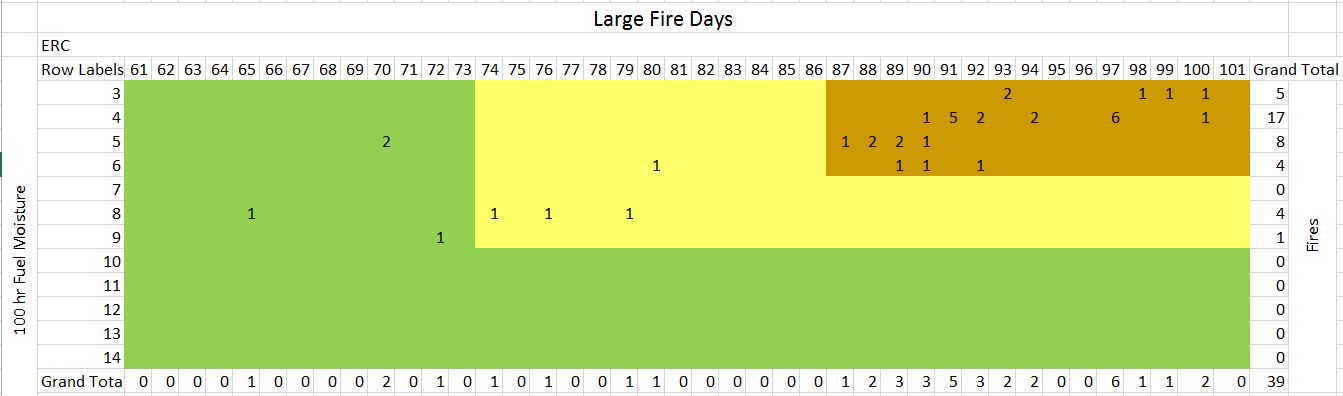 Large Fire Days
ERC
Row Labels 61 62 63 64 65 66 67 68 69 70 71 72 73 74 75 76 77 78 79 80 81 82 83 84 85 86 87 88 89 90 91 92 93 94 95 96 97 98 99 100 101 Grand Total
3 2 1 1 1 5
4 1 5 2 2 6 1 17
5 2 1 2 2 1 8
6 1 1 1 1 4
7 0
8 1 1 1 1 4
9 1 1
10 0
11 0
12 0
13 0
14 0
Grand Tota 0 0 0 0 1 0 0 0 0 2 0 1 0 1 0 1 0 0 1 1 0 0 0 0 0 0 1 2 3 3 5 3 2 2 0 0 6 1 1 2 0 39
100 hr Fuel Moisture
Fires